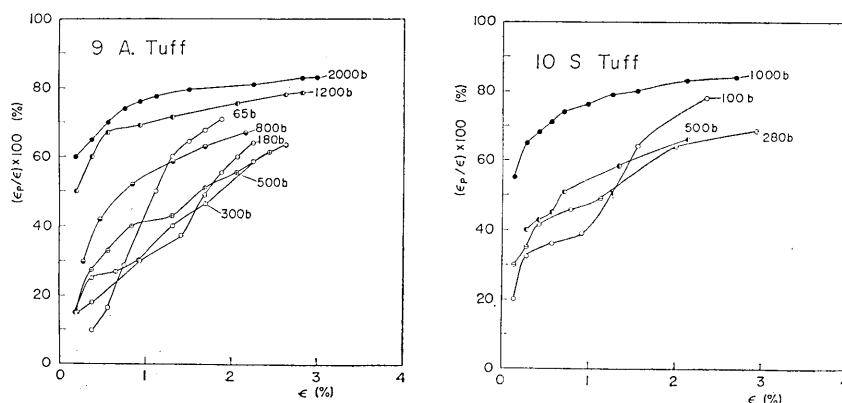 100
80
60
40
20
0
(εp/ε) × 100 (%)
9 A. Tuff
2000b
1200b
65b
800b
180b
500b
300b
0 1 2 3 4
ε (%)
100
80
60
40
20
0
(εp/ε) × 100 (%)
10 S Tuff
1000b
100b
500b
280b
0 1 2 3 4
ε (%)